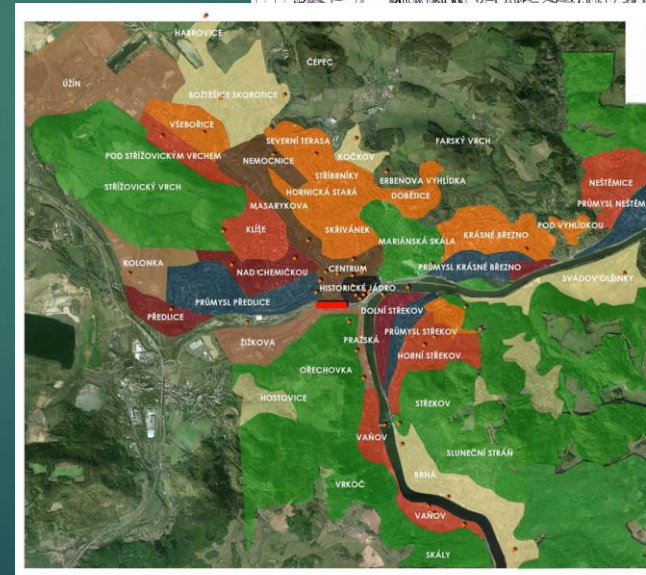 HABROVICE
ČEPEC
ÚŽÍN
BOŽTĚŠICE SKOROTICE
VŠEBOŘICE
SEVERNÍ TERASA
FARSKÝ VRCH
POD STŘÍŽOVICKÝM VRCHEM
NEMOCNICE
KOČKOV
STŘÍBRNÍKY
ERBENOVA VYHLÍDKA
NEŠTĚMICE
STŘÍŽOVICKÝ VRCH
HORNICKÁ STARÁ
DOBĚTICE
MASARYKOVA
PRŮMYSL NEŠTĚM
POD VYHLÍDKOU
KLÍŠE
SKŘIVÁNEK
KRÁSNÉ BŘEZNO
MARIÁNSKÁ SKÁLA
KOLONKA
NAD CHEMIČKOU
CENTRUM
PRŮMYSL KRÁSNÉ BŘEZNO
SVÁDOV OLŠINKY
HISTORICKÉ JÁDRO
PRŮMYSL PŘEDLICE
PŘEDLICE
DOLNÍ STŘEKOV
ŽIŽKOVA
PRAŽSKÁ
PRŮMYSL STŘEKOV
HORNÍ STŘEKOV
OŘECHOVKA
HOSTOVICE
STŘEKOV
VAŇOV
SLUNEČNÍ STRÁŇ
BRNÁ
VRKOČ
VAŇOV
SKÁLY